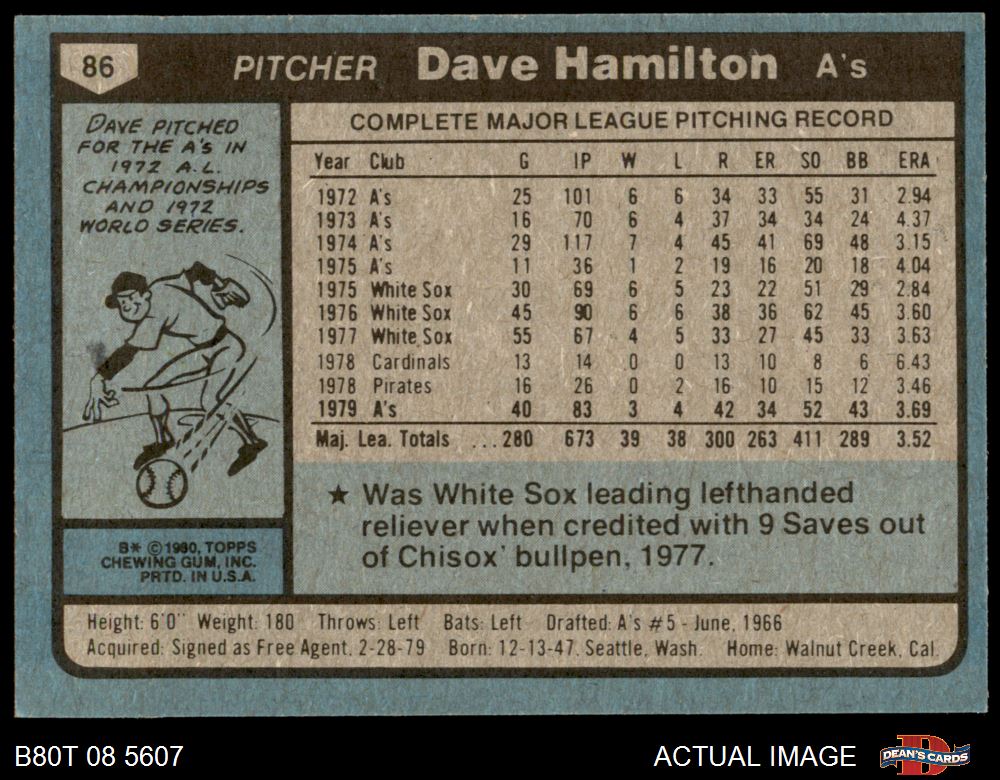 86 PITCHER Dave Hamilton A's
DAVE PITCHED
FOR THE A's IN
1972 A.L.
CHAMPIONSHIPS
AND 1972
WORLD SERIES.
B* ©1980, TOPPS
CHEWING GUM, INC.
PRTD. IN U.S.A.
COMPLETE MAJOR LEAGUE PITCHING RECORD
Year Club G IP W L R ER SO BB ERA
1972 A's 25 101 6 6 34 33 55 31 2.94
1973 A's 16 70 6 4 37 34 34 24 4.37
1974 A's 29 117 7 4 45 41 69 48 3.15
1975 A's 11 36 1 2 19 16 20 18 4.04
1975 White Sox 30 69 6 5 23 22 51 29 2.84
1976 White Sox 45 90 6 6 38 36 62 45 3.60
1977 White Sox 55 67 4 5 33 27 45 33 3.63
1978 Cardinals 13 14 0 0 13 10 8 6 6.43
1978 Pirates 16 26 0 2 16 10 15 12 3.46
1979 A's 40 83 3 4 42 34 52 43 3.69
Maj. Lea. Totals ...280 673 39 38 300 263 411 289 3.52
★ Was White Sox leading lefthanded
reliever when credited with 9 Saves out
of Chisox' bullpen, 1977.
Height: 6'0" Weight: 180 Throws: Left Bats: Left Drafted: A's #5 - June, 1966
Acquired: Signed as Free Agent, 2-28-79 Born: 12-13-47, Seattle, Wash. Home: Walnut Creek, Cal.
B80T 08 5607 ACTUAL IMAGE DEAN'S CARDS